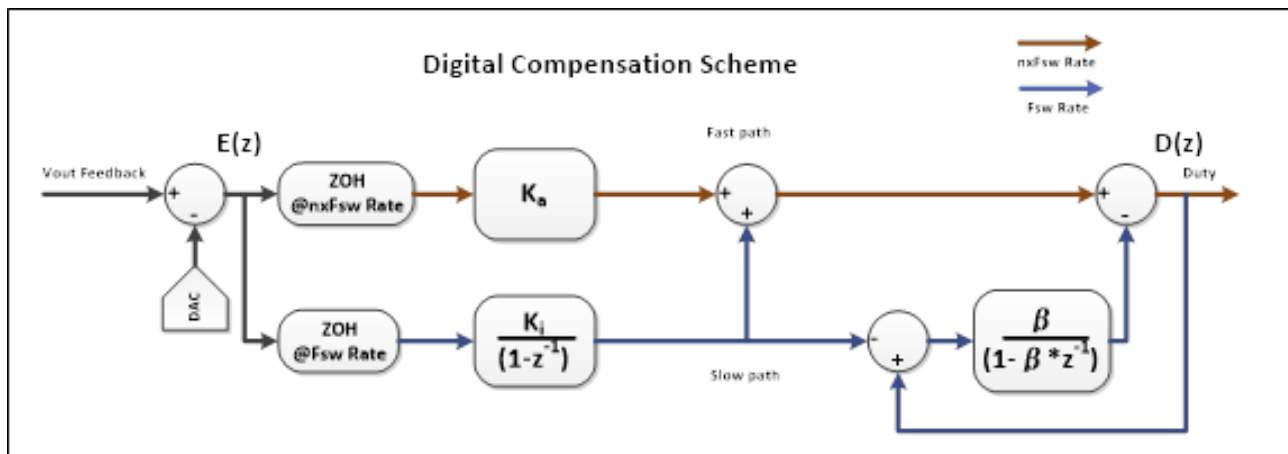 Digital Compensation Scheme
nxFsw Rate
Fsw Rate
Vout Feedback
E(z)
+
-
DAC
ZOH
@nxFsw Rate
Kₐ
Fast path
+
+
D(z)
+
-
Duty
ZOH
@Fsw Rate
Kᵢ
(1-z⁻¹)
Slow path
-
+
β
(1- β *z⁻¹)